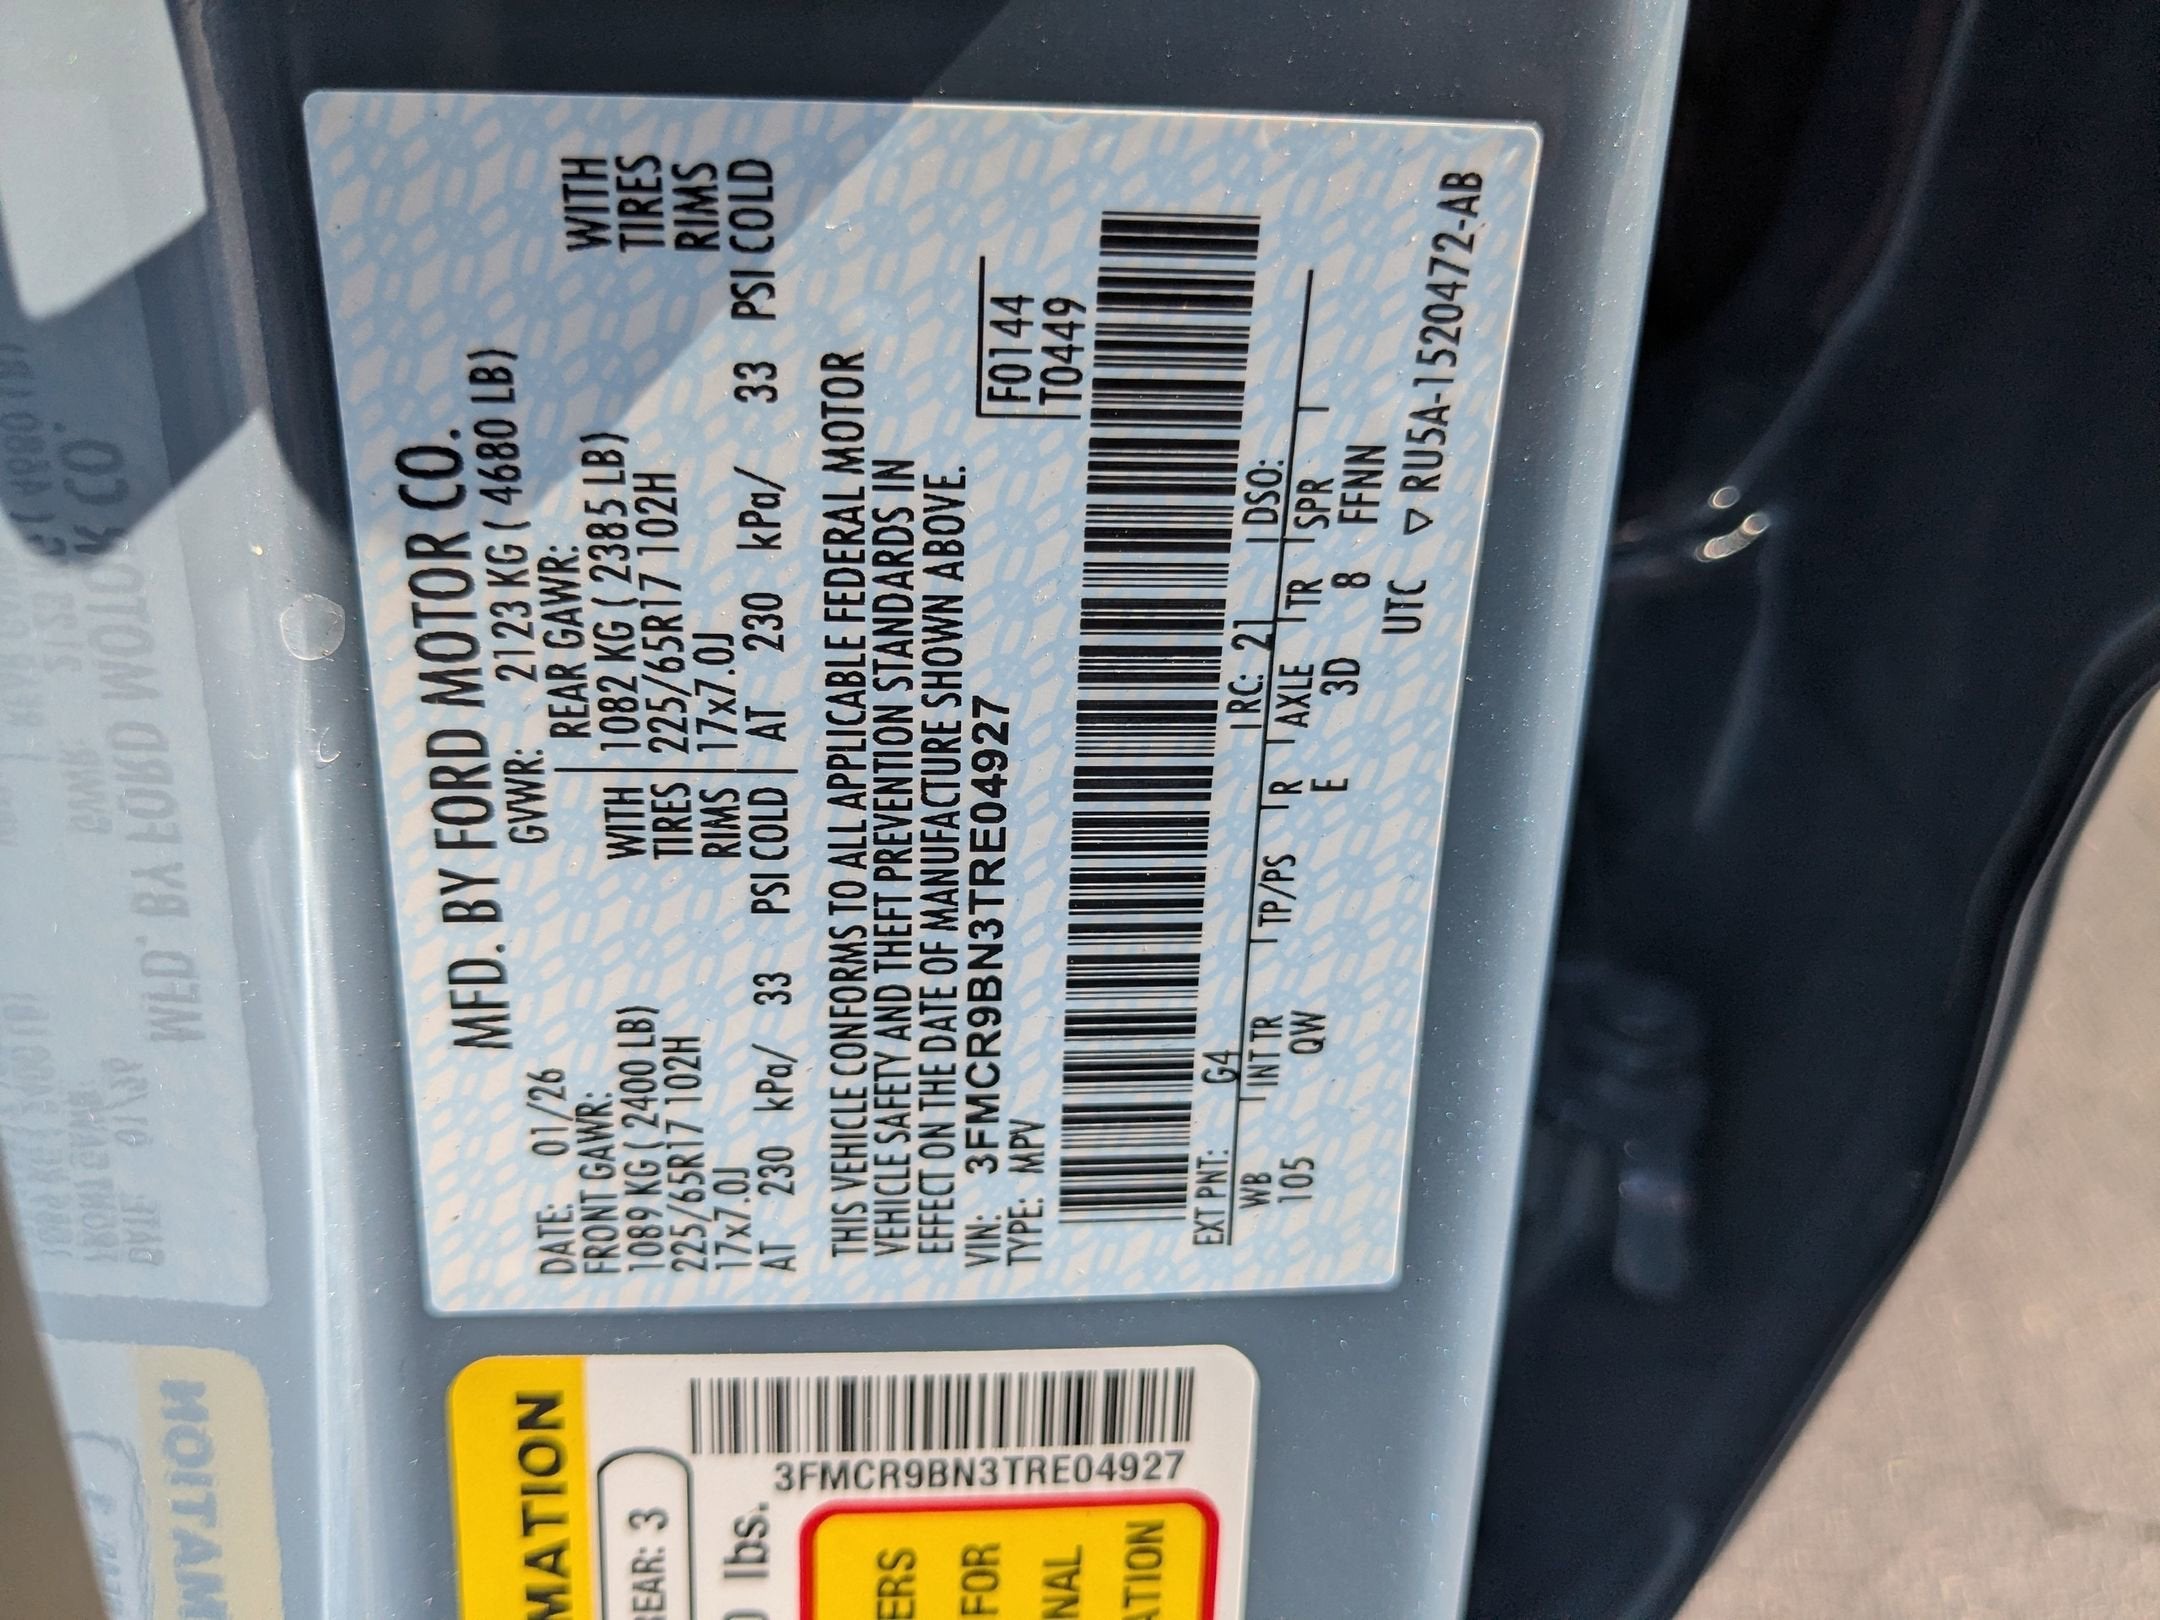 MFD. BY FORD MOTOR CO.
DATE: 01/26 GVWR: 2123 KG ( 4680 LB)
FRONT GAWR: REAR GAWR:
1089 KG ( 2400 LB) WITH 1082 KG ( 2385 LB) WITH
225/65R17 102H TIRES 225/65R17 102H TIRES
17x7.0J RIMS 17x7.0J RIMS
AT 230 kPa/ 33 PSI COLD AT 230 kPa/ 33 PSI COLD
THIS VEHICLE CONFORMS TO ALL APPLICABLE FEDERAL MOTOR
VEHICLE SAFETY AND THEFT PREVENTION STANDARDS IN
EFFECT ON THE DATE OF MANUFACTURE SHOWN ABOVE.
VIN: 3FMCR9BN3TRE04927
TYPE: MPV
F0144
T0449
EXT PNT: G4 RC: 21 DSO:
WB INT TR TP/PS R AXLE TR SPR
105 QW E 3D 8 FFNN
UTC ▽ RU5A-1520472-AB
MATION
REAR: 3
lbs.
3FMCR9BN3TRE04927
ERS
FOR
NAL
ATION